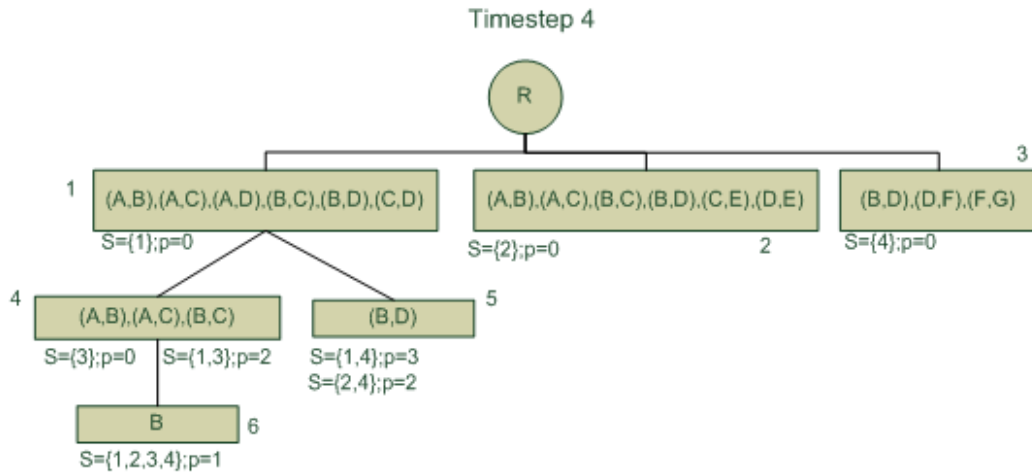 Timestep 4
R
3
1
(A,B),(A,C),(A,D),(B,C),(B,D),(C,D)
(A,B),(A,C),(B,C),(B,D),(C,E),(D,E)
(B,D),(D,F),(F,G)
S={1};p=0
S={2};p=0
2
S={4};p=0
4
(A,B),(A,C),(B,C)
(B,D)
5
S={3};p=0
S={1,3};p=2
S={1,4};p=3
S={2,4};p=2
B
6
S={1,2,3,4};p=1